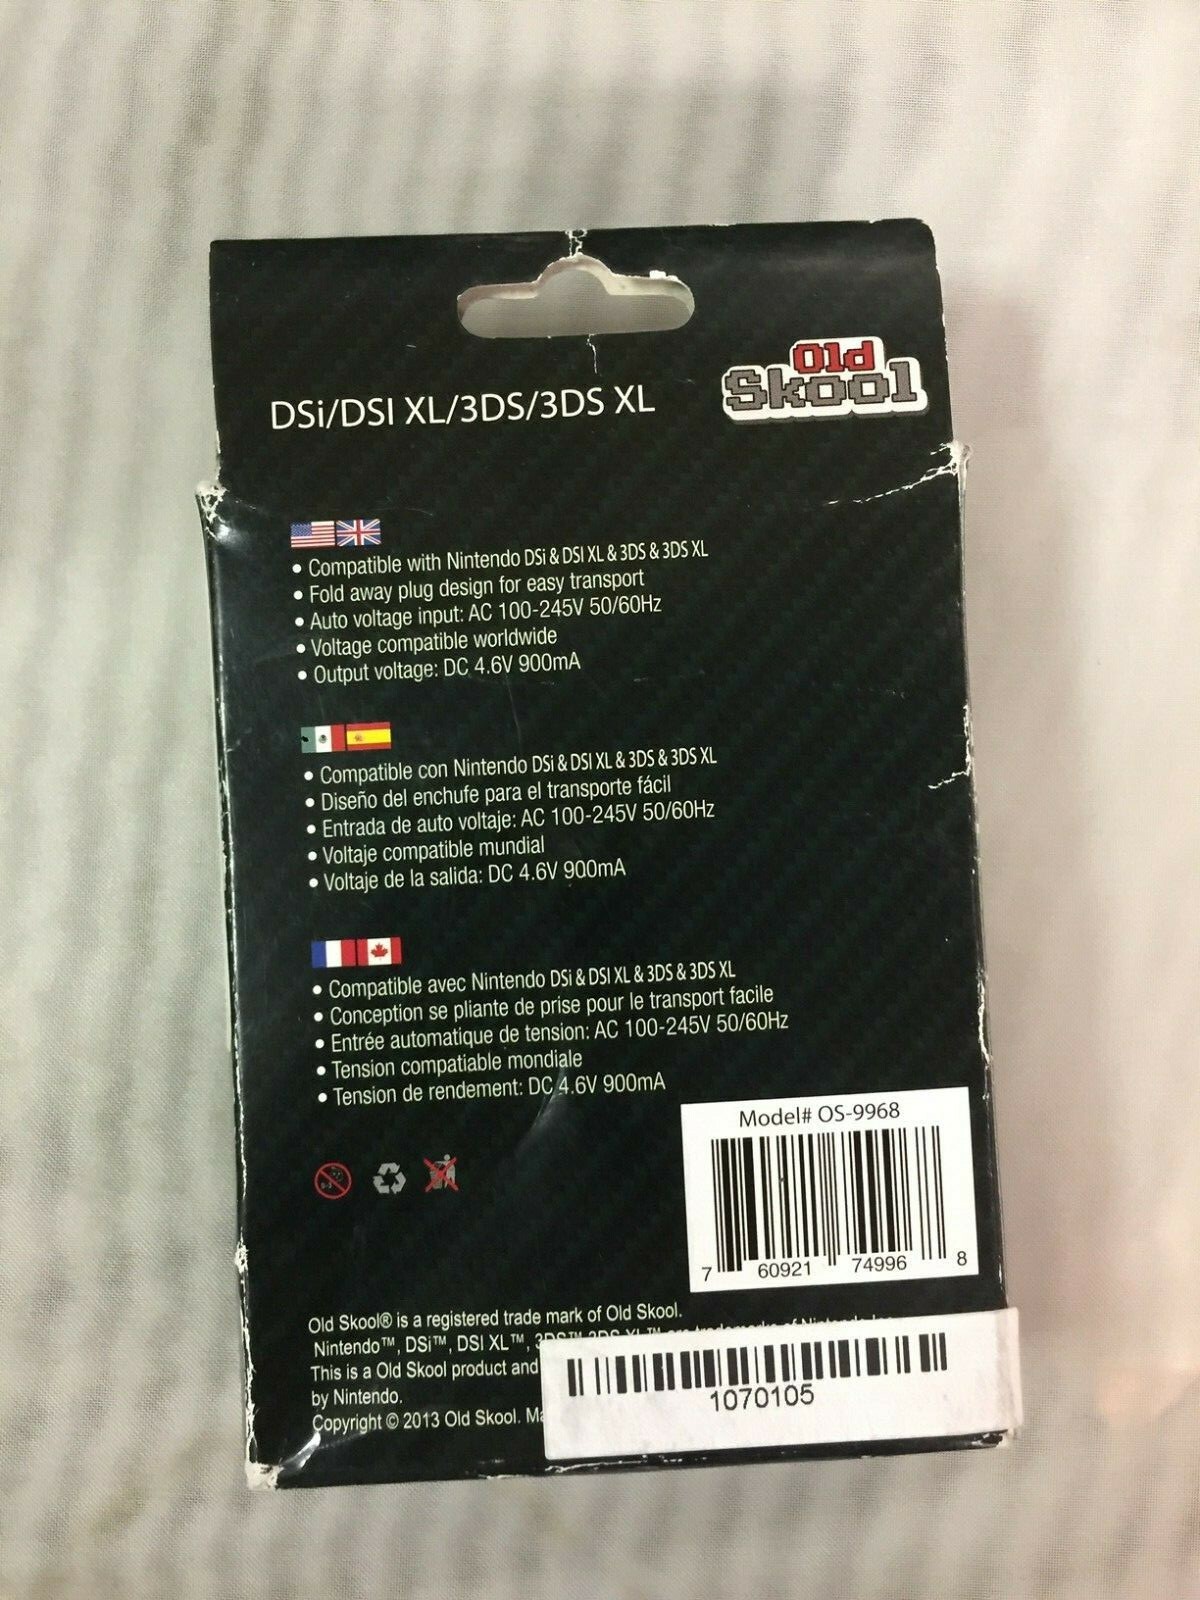 Old
Skool
DSi/DSI XL/3DS/3DS XL
• Compatible with Nintendo DSi & DSI XL & 3DS & 3DS XL
• Fold away plug design for easy transport
• Auto voltage input: AC 100-245V 50/60Hz
• Voltage compatible worldwide
• Output voltage: DC 4.6V 900mA
• Compatible con Nintendo DSi & DSI XL & 3DS & 3DS XL
• Diseño del enchufe para el transporte fácil
• Entrada de auto voltaje: AC 100-245V 50/60Hz
• Voltaje compatible mundial
• Voltaje de la salida: DC 4.6V 900mA
• Compatible avec Nintendo DSi & DSI XL & 3DS & 3DS XL
• Conception se pliante de prise pour le transport facile
• Entrée automatique de tension: AC 100-245V 50/60Hz
• Tension compatiable mondiale
• Tension de rendement: DC 4.6V 900mA
Model# OS-9968
7 60921 74996 8
Old Skool® is a registered trade mark of Old Skool.
Nintendo™, DSi™, DSI XL™, 3DS™ 3DS XL™ are trademarks of Nintendo
This is a Old Skool product and
by Nintendo.
Copyright © 2013 Old Skool.
1070105